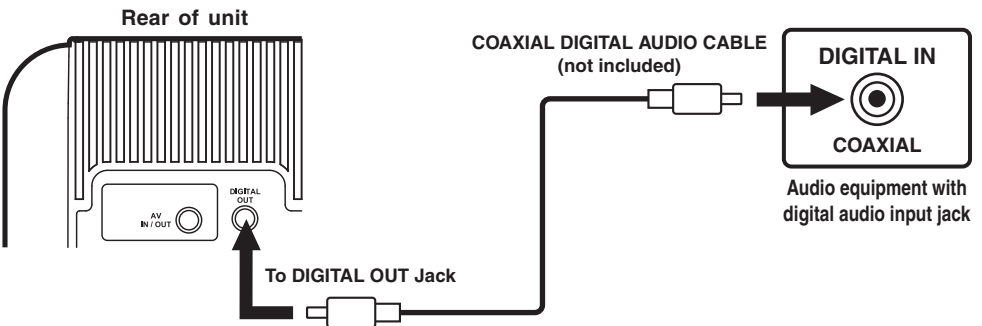 Rear of unit
COAXIAL DIGITAL AUDIO CABLE
(not included)
DIGITAL IN
COAXIAL
Audio equipment with
digital audio input jack
DIGITAL
OUT
AV
IN / OUT
To DIGITAL OUT Jack